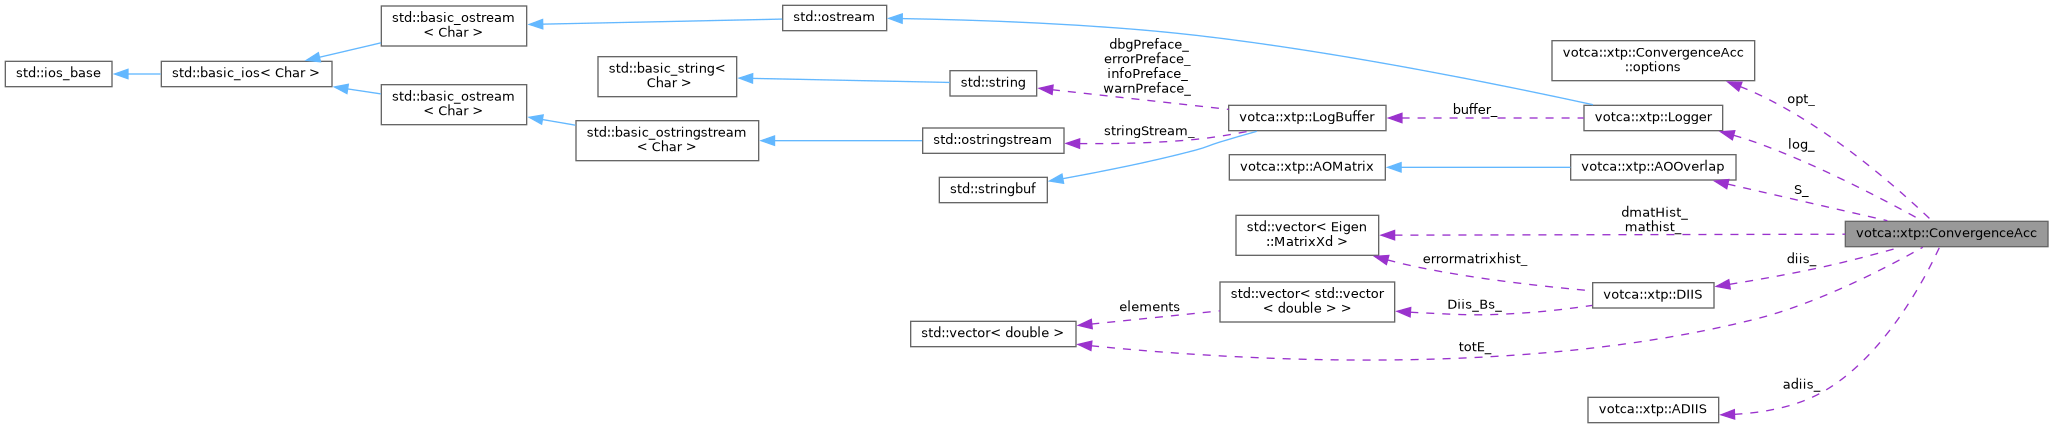 std::ios_base
std::basic_ios< Char >
std::basic_ostream
< Char >
std::basic_ostream
< Char >
std::basic_string<
Char >
std::basic_ostringstream
< Char >
std::ostream
std::string
std::ostringstream
std::stringbuf
std::vector< double >
dbgPreface_
errorPreface_
infoPreface_
warnPreface_
stringStream_
elements
votca::xtp::LogBuffer
votca::xtp::AOMatrix
std::vector< Eigen
::MatrixXd >
std::vector< std::vector
< double > >
buffer_
errormatrixhist_
Diis_Bs_
totE_
votca::xtp::ConvergenceAcc
::options
votca::xtp::Logger
votca::xtp::AOOverlap
dmatHist_
mathist_
votca::xtp::DIIS
votca::xtp::ADIIS
opt_
log_
S_
diis_
adiis_
votca::xtp::ConvergenceAcc